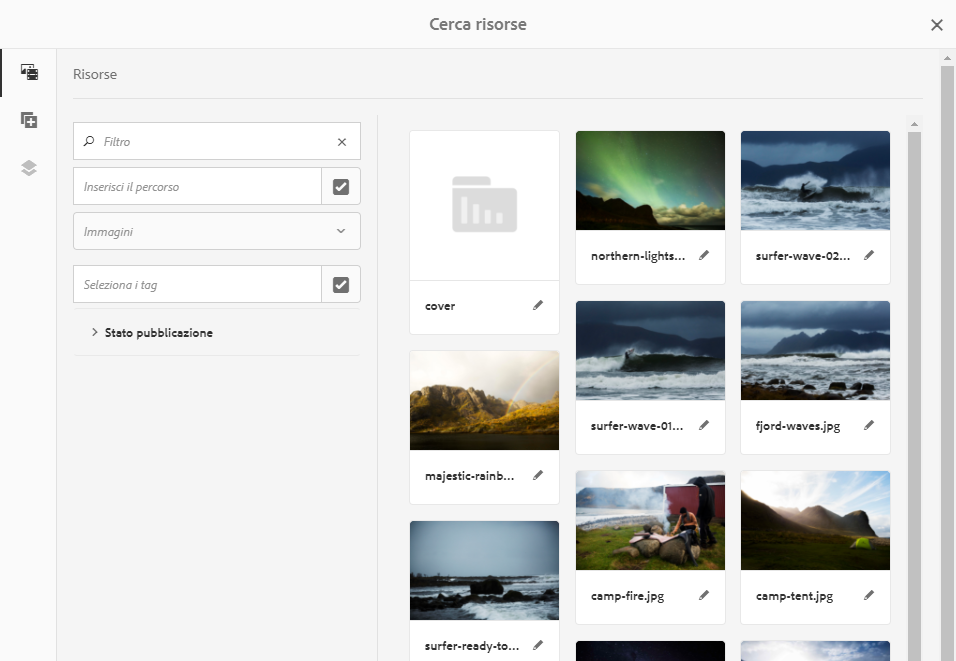 Cerca risorse
Risorse
Filtro
Inserisci il percorso
Immagini
Seleziona i tag
Stato pubblicazione
cover
northern-lights...
surfer-wave-02...
majestic-rainb...
surfer-wave-01...
fjord-waves.jpg
surfer-ready-to...
camp-fire.jpg
camp-tent.jpg